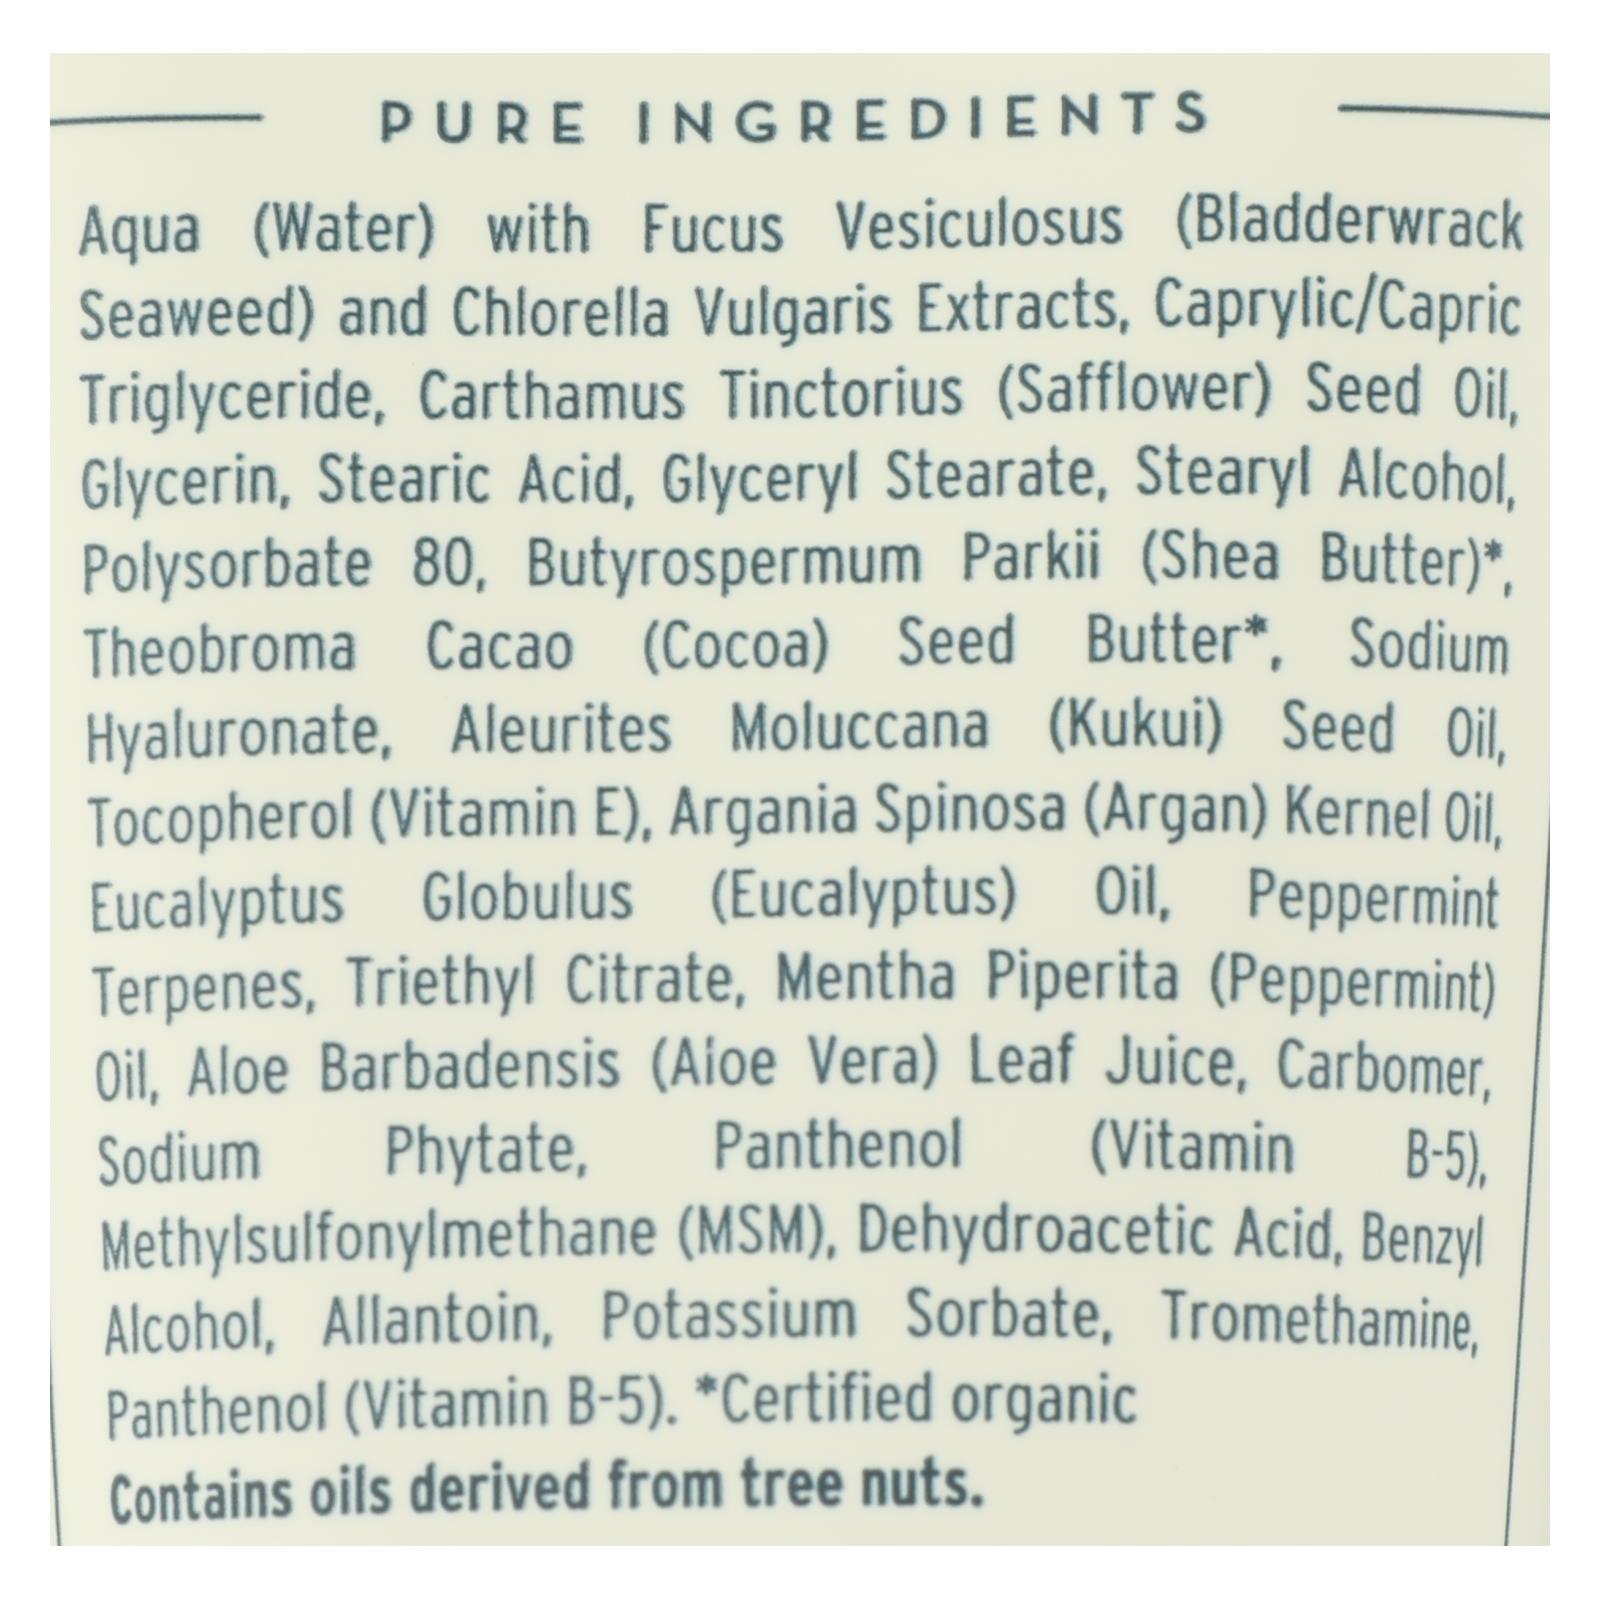 PURE INGREDIENTS
Aqua (Water) with Fucus Vesiculosus (Bladderwrack
Seaweed) and Chlorella Vulgaris Extracts, Caprylic/Capric
Triglyceride, Carthamus Tinctorius (Safflower) Seed Oil,
Glycerin, Stearic Acid, Glyceryl Stearate, Stearyl Alcohol,
Polysorbate 80, Butyrospermum Parkii (Shea Butter)*,
Theobroma Cacao (Cocoa) Seed Butter*, Sodium
Hyaluronate, Aleurites Moluccana (Kukui) Seed Oil,
Tocopherol (Vitamin E), Argania Spinosa (Argan) Kernel Oil,
Eucalyptus Globulus (Eucalyptus) Oil, Peppermint
Terpenes, Triethyl Citrate, Mentha Piperita (Peppermint)
Oil, Aloe Barbadensis (Aloe Vera) Leaf Juice, Carbomer,
Sodium Phytate, Panthenol (Vitamin B-5),
Methylsulfonylmethane (MSM), Dehydroacetic Acid, Benzyl
Alcohol, Allantoin, Potassium Sorbate, Tromethamine,
Panthenol (Vitamin B-5). *Certified organic
Contains oils derived from tree nuts.